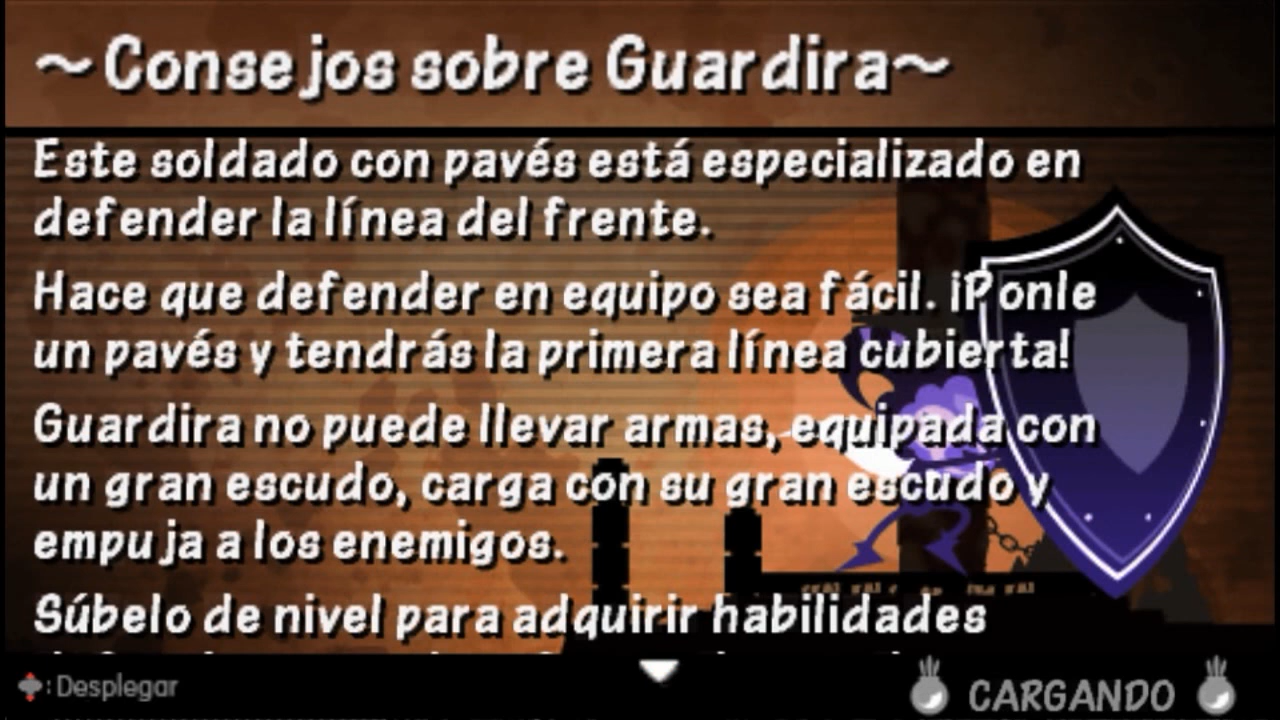 ~Consejos sobre Guardira~
Este soldado con pavés está especializado en
defender la línea del frente.
Hace que defender en equipo sea fácil. ¡Ponle
un pavés y tendrás la primera línea cubierta!
Guardira no puede llevar armas, equipada con
un gran escudo, carga con su gran escudo y
empuja a los enemigos.
Súbelo de nivel para adquirir habilidades
: Desplegar
CARGANDO